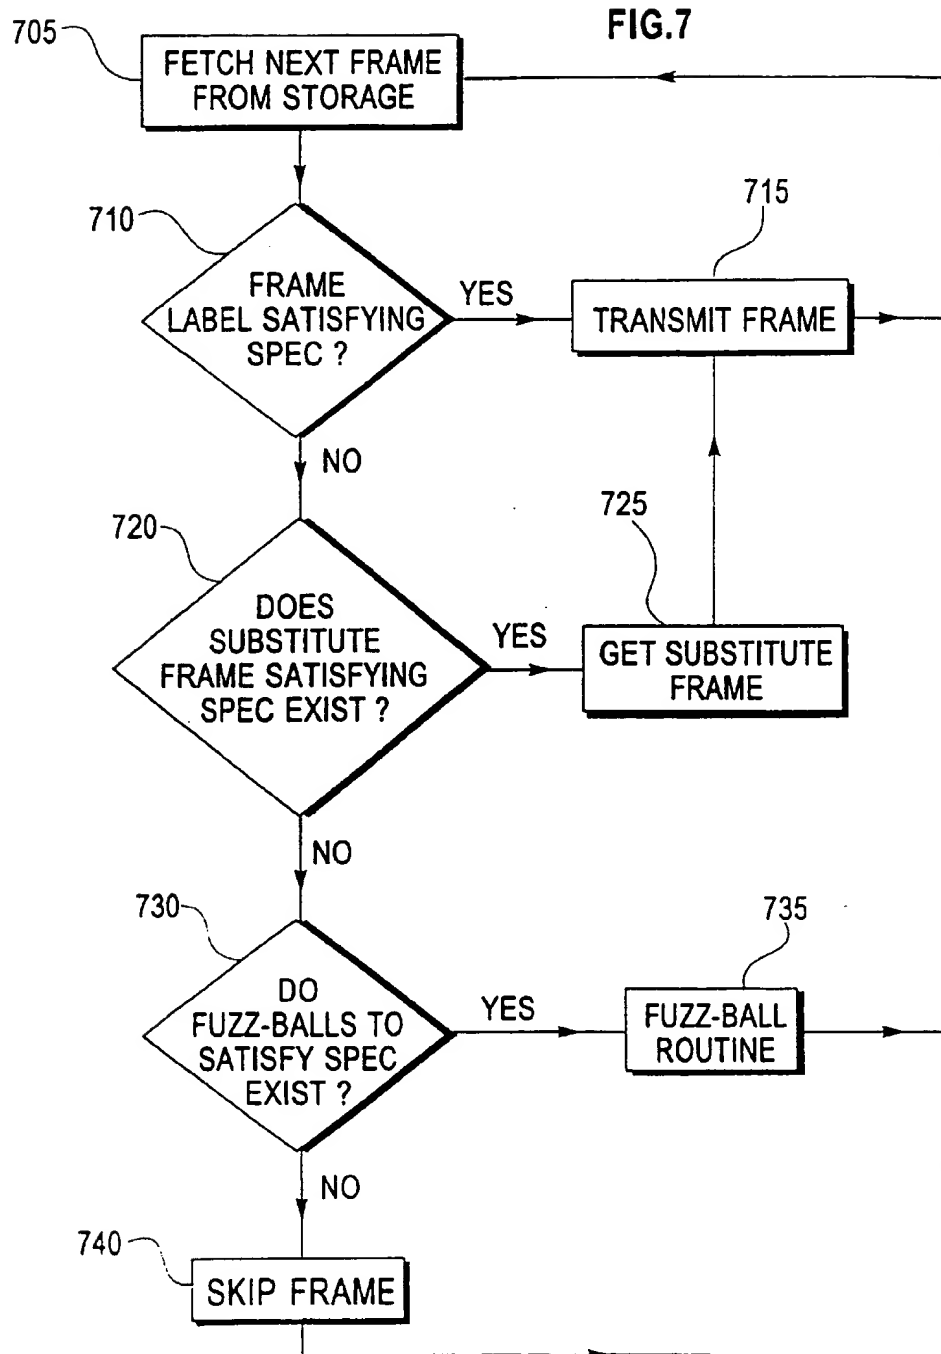 FIG.7
705
FETCH NEXT FRAME
FROM STORAGE
710
FRAME
LABEL SATISFYING
SPEC ?
YES
715
TRANSMIT FRAME
NO
720
DOES
SUBSTITUTE
FRAME SATISFYING
SPEC EXIST ?
YES
725
GET SUBSTITUTE
FRAME
NO
730
DO
FUZZ-BALLS TO
SATISFY SPEC
EXIST ?
YES
735
FUZZ-BALL
ROUTINE
NO
740
SKIP FRAME